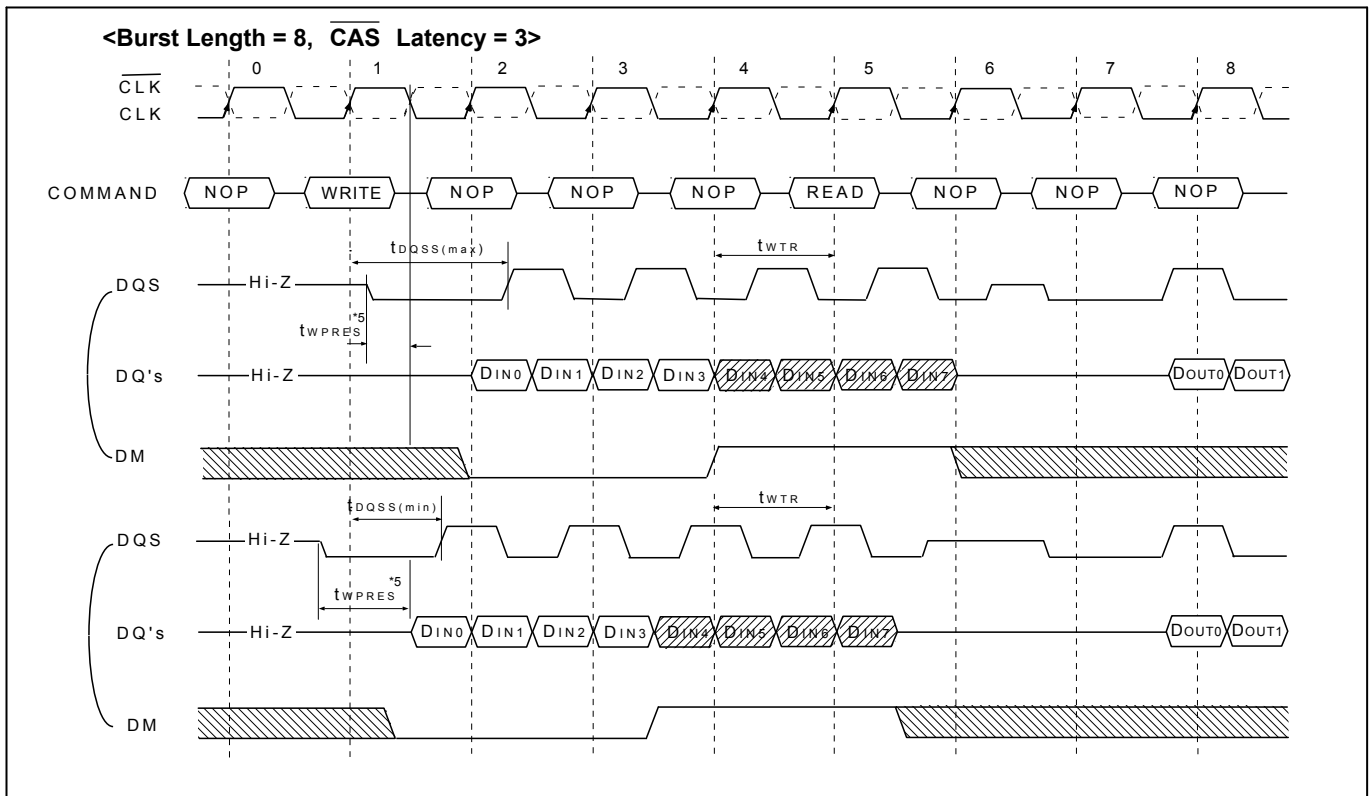 <Burst Length = 8, CAS Latency = 3>
0 1 2 3 4 5 6 7 8
CLK
CLK
COMMAND NOP WRITE NOP NOP NOP READ NOP NOP NOP
tDQSS(max) tWTR
DQS Hi-Z
tWPRES*5
DQ's Hi-Z DIN0 DIN1 DIN2 DIN3 DIN4 DIN5 DIN6 DIN7 DOUT0 DOUT1
DM
tDQSS(min) tWTR
DQS Hi-Z
tWPRES*5
DQ's Hi-Z DIN0 DIN1 DIN2 DIN3 DIN4 DIN5 DIN6 DIN7 DOUT0 DOUT1
DM